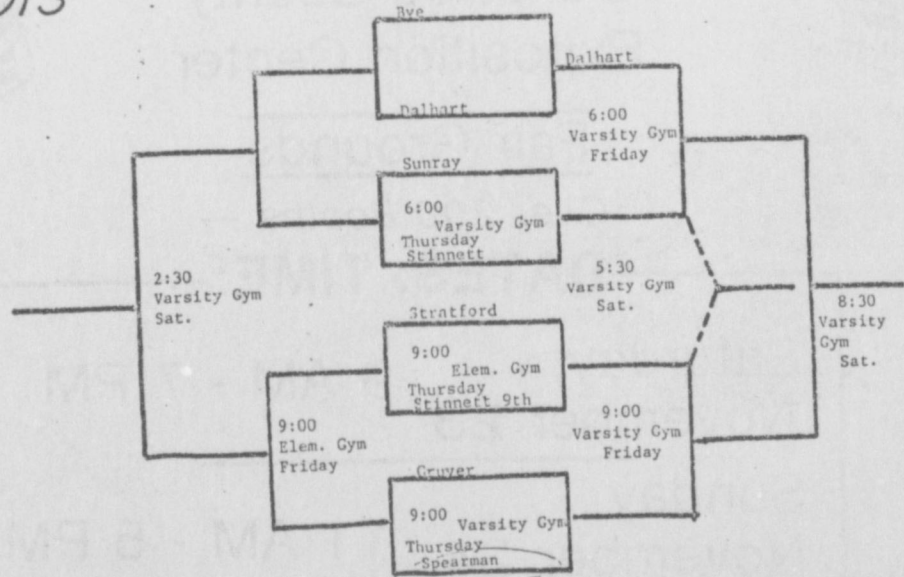 Bye
Dalhart
Dalhart
6:00
Varsity Gym
Friday
Sunray
6:00
Varsity Gym
Thursday
Stinnett
2:30
Varsity Gym
Sat.
5:30
Varsity Gym
Sat.
8:30
Varsity
Gym
Sat.
Stratford
9:00
Elem. Gym
Thursday
Stinnett 9th
9:00
Elem. Gym
Friday
9:00
Varsity Gym
Friday
Gruver
9:00 Varsity Gym
Thursday
Spearman